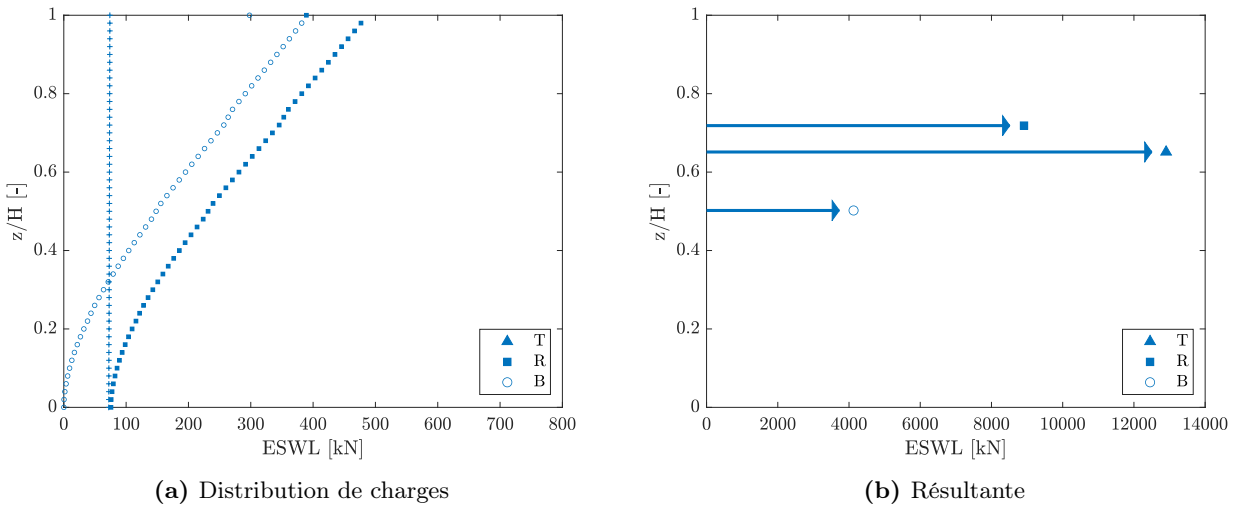 1
0.8
0.6
0.4
0.2
0
z/H [-]
0 100 200 300 400 500 600 700 800
ESWL [kN]
T
R
B
(a) Distribution de charges
1
0.8
0.6
0.4
0.2
0
z/H [-]
0 2000 4000 6000 8000 10000 12000 14000
ESWL [kN]
T
R
B
(b) Résultante